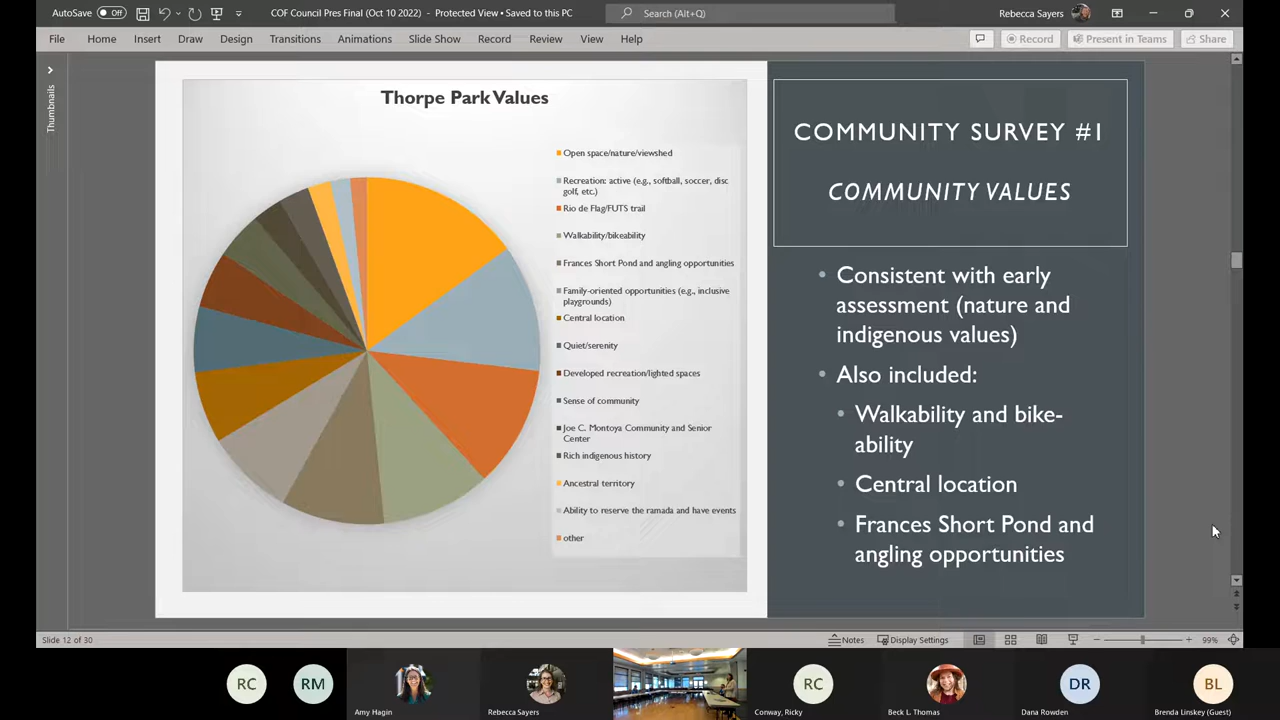 AutoSave Off
COF Council Pres Final (Oct 10 2022) - Protected View • Saved to this PC
Search (Alt+Q)
Rebecca Sayers
File Home Insert Draw Design Transitions Animations Slide Show Record Review View Help
Record Present in Teams Share
Thumbnails
Thorpe Park Values
Open space/nature/viewshed
Recreation: active (e.g., softball, soccer, disc
golf, etc.)
Rio de Flag/FUTS trail
Walkability/bikeability
Frances Short Pond and angling opportunities
Family-oriented opportunities (e.g., inclusive
playgrounds)
Central location
Quiet/serenity
Developed recreation/lighted spaces
Sense of community
Joe C. Montoya Community and Senior
Center
Rich indigenous history
Ancestral territory
Ability to reserve the ramada and have events
other
COMMUNITY SURVEY #1
COMMUNITY VALUES
• Consistent with early
assessment (nature and
indigenous values)
• Also included:
• Walkability and bike-
ability
• Central location
• Frances Short Pond and
angling opportunities
Slide 12 of 30
Notes Display Settings 99%
RC
RM
Amy Hagin
Rebecca Sayers
RC
Conway, Ricky
Beck L. Thomas
DR
Dana Rowden
BL
Brenda Linskey (Guest)